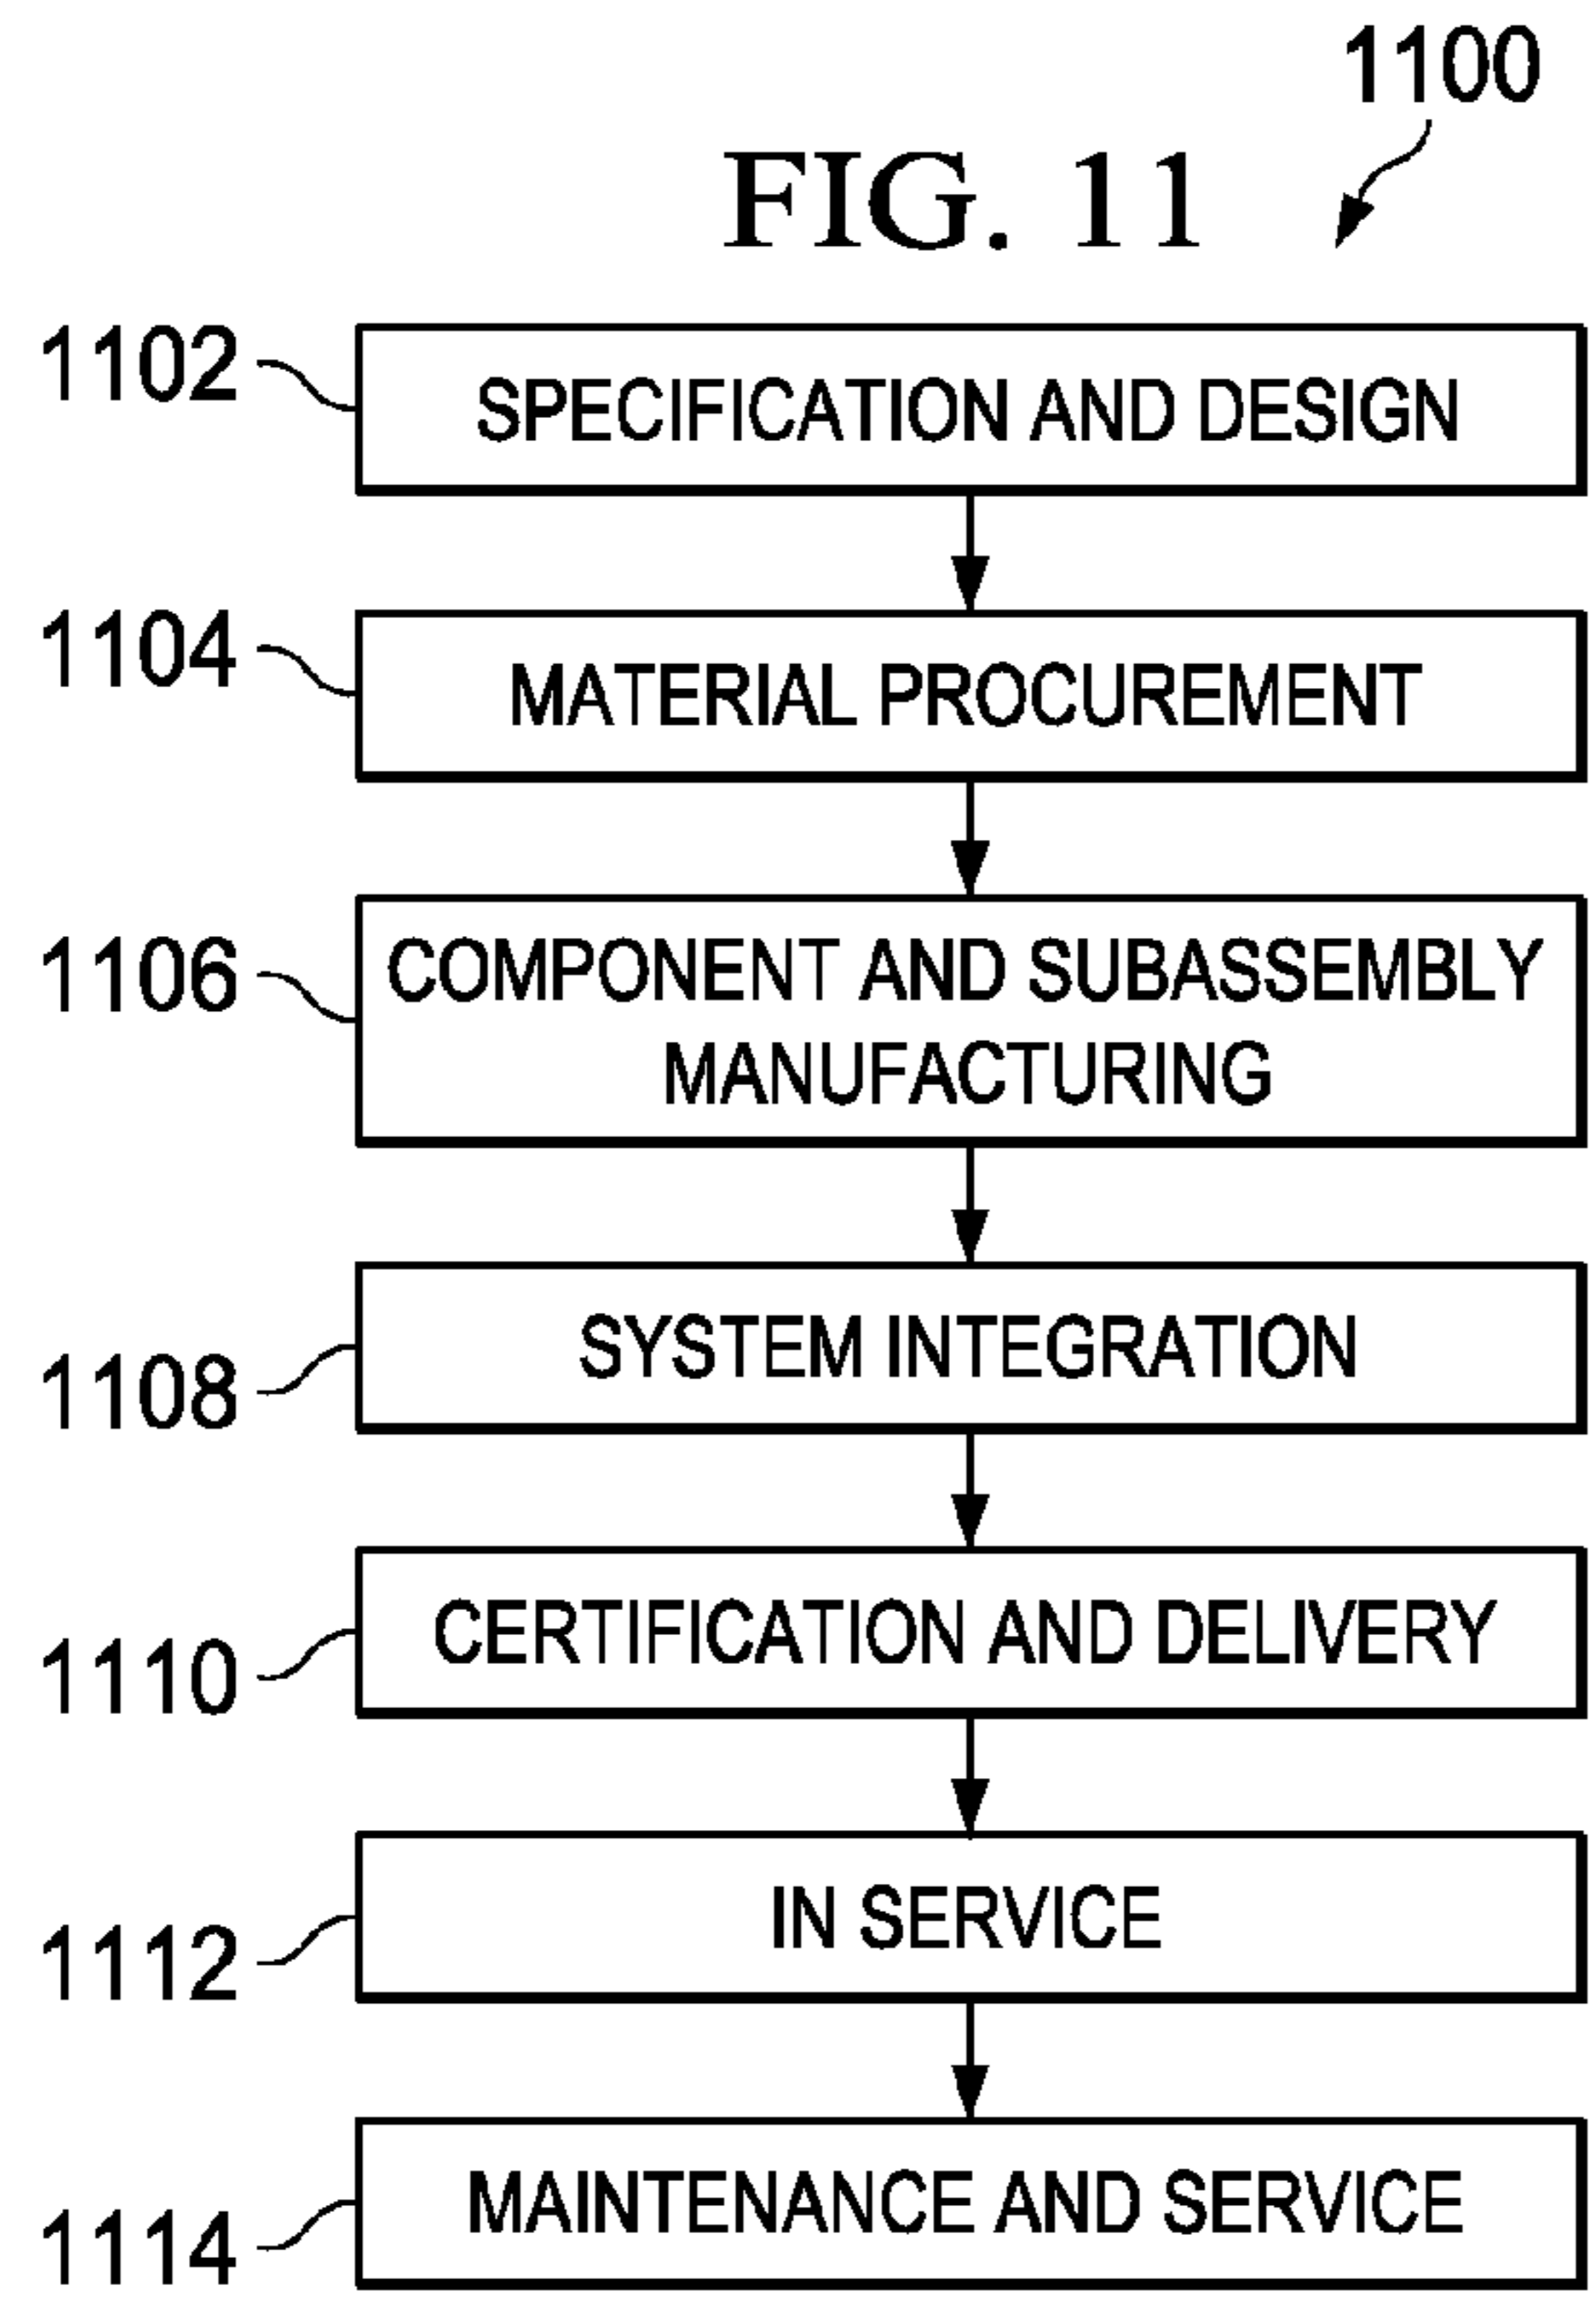 1100
FIG. 11
1102
SPECIFICATION AND DESIGN
1104
MATERIAL PROCUREMENT
1106
COMPONENT AND SUBASSEMBLY
MANUFACTURING
1108
SYSTEM INTEGRATION
1110
CERTIFICATION AND DELIVERY
1112
IN SERVICE
1114
MAINTENANCE AND SERVICE